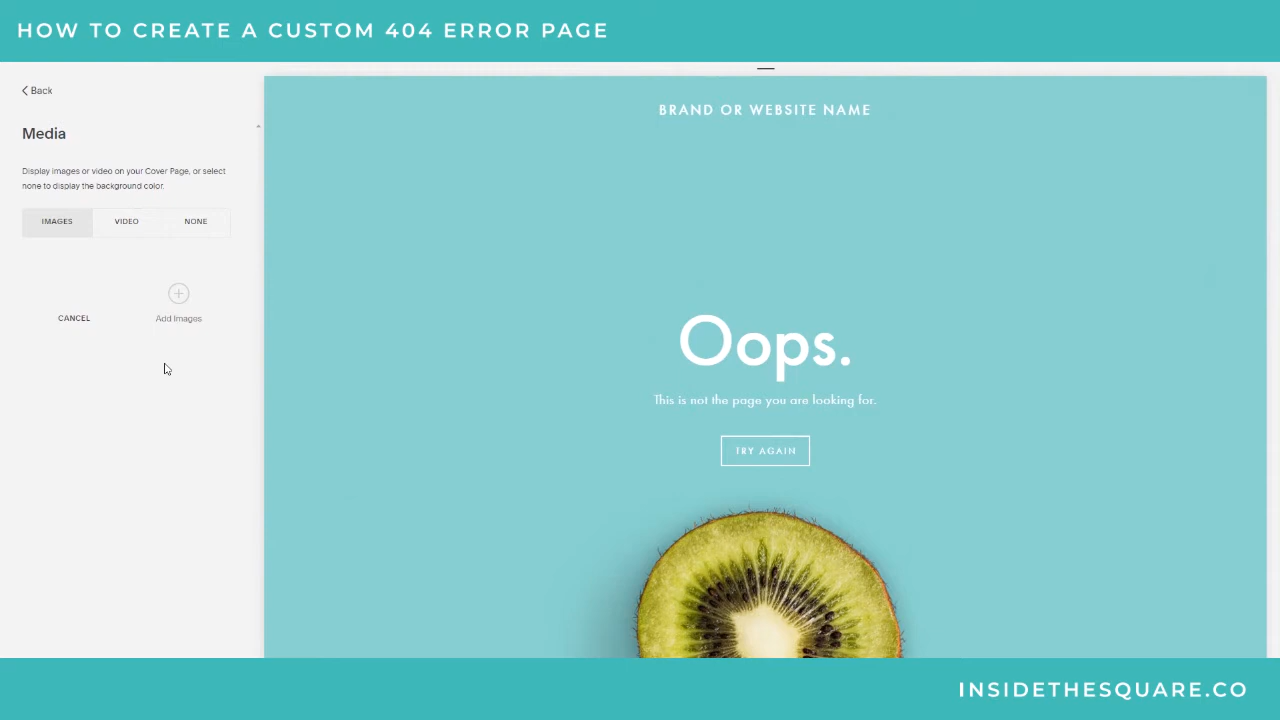 HOW TO CREATE A CUSTOM 404 ERROR PAGE
Back
Media
Display images or video on your Cover Page, or select
none to display the background color.
IMAGES VIDEO NONE
CANCEL
Add Images
BRAND OR WEBSITE NAME
Oops.
This is not the page you are looking for.
TRY AGAIN
INSIDETHESQUARE.CO